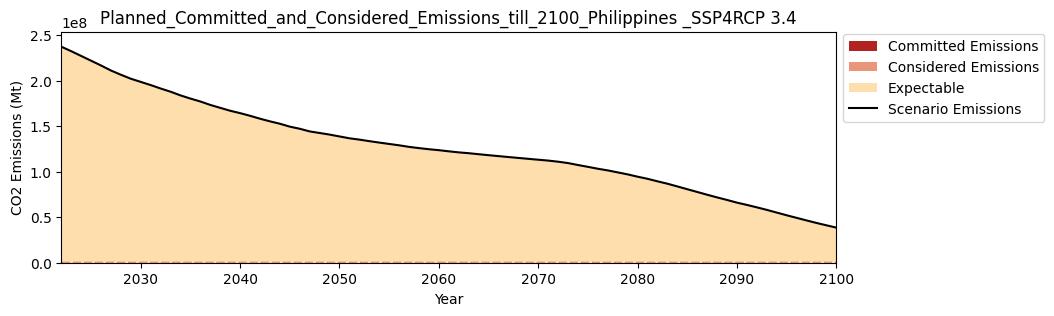 Planned_Committed_and_Considered_Emissions_till_2100_Philippines _SSP4RCP 3.4
1e8
2.5
2.0
1.5
1.0
0.5
0.0
CO2 Emissions (Mt)
2030 2040 2050 2060 2070 2080 2090 2100
Year
Committed Emissions
Considered Emissions
Expectable
Scenario Emissions